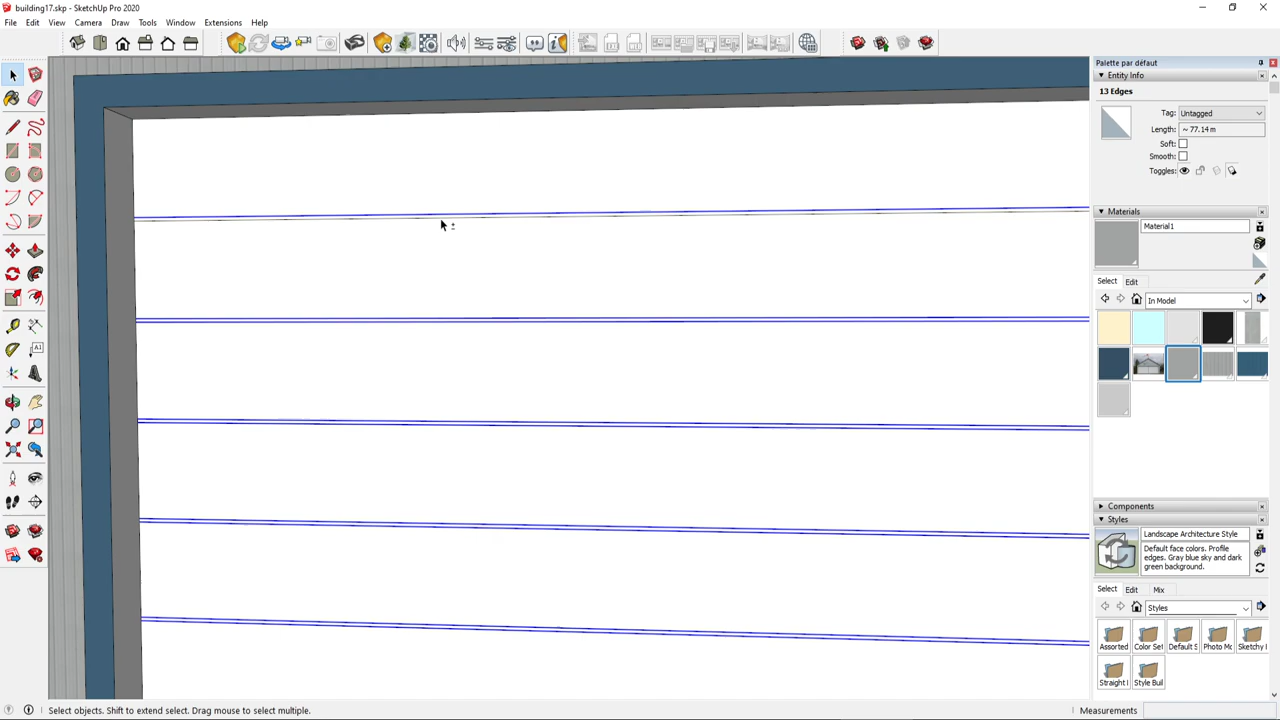 building17.skp - SketchUp Pro 2020
File Edit View Camera Draw Tools Window Extensions Help
Palette par défaut
Entity Info
13 Edges
Tag: Untagged
Length: ~ 77.14 m
Soft:
Smooth:
Toggles:
Materials
Material1
Select Edit
In Model
Components
Styles
Landscape Architecture Style
Default face colors. Profile
edges. Gray blue sky and dark
green background.
Select Edit Mix
Styles
Assorted Color Set Default S Photo Mo Sketchy
Straight Style Buil
Select objects. Shift to extend select. Drag mouse to select multiple.
Measurements